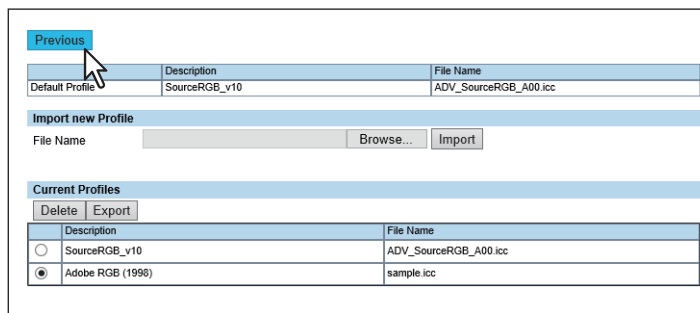 Previous
Description File Name
Default Profile SourceRGB_v10 ADV_SourceRGB_A00.icc
Import new Profile
File Name Browse... Import
Current Profiles
Delete Export
Description File Name
SourceRGB_v10 ADV_SourceRGB_A00.icc
Adobe RGB (1998) sample.icc